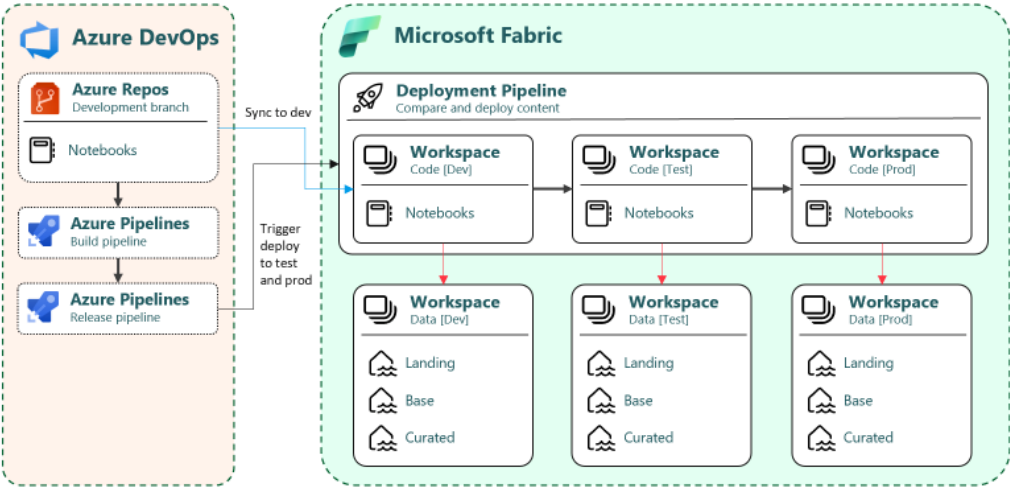 Azure DevOps
Azure Repos
Development branch
Notebooks
Azure Pipelines
Build pipeline
Azure Pipelines
Release pipeline
Sync to dev
Trigger
deploy
to test
and prod
Microsoft Fabric
Deployment Pipeline
Compare and deploy content
Workspace
Code [Dev]
Notebooks
Workspace
Code [Test]
Notebooks
Workspace
Code [Prod]
Notebooks
Workspace
Data [Dev]
Landing
Base
Curated
Workspace
Data [Test]
Landing
Base
Curated
Workspace
Data [Prod]
Landing
Base
Curated